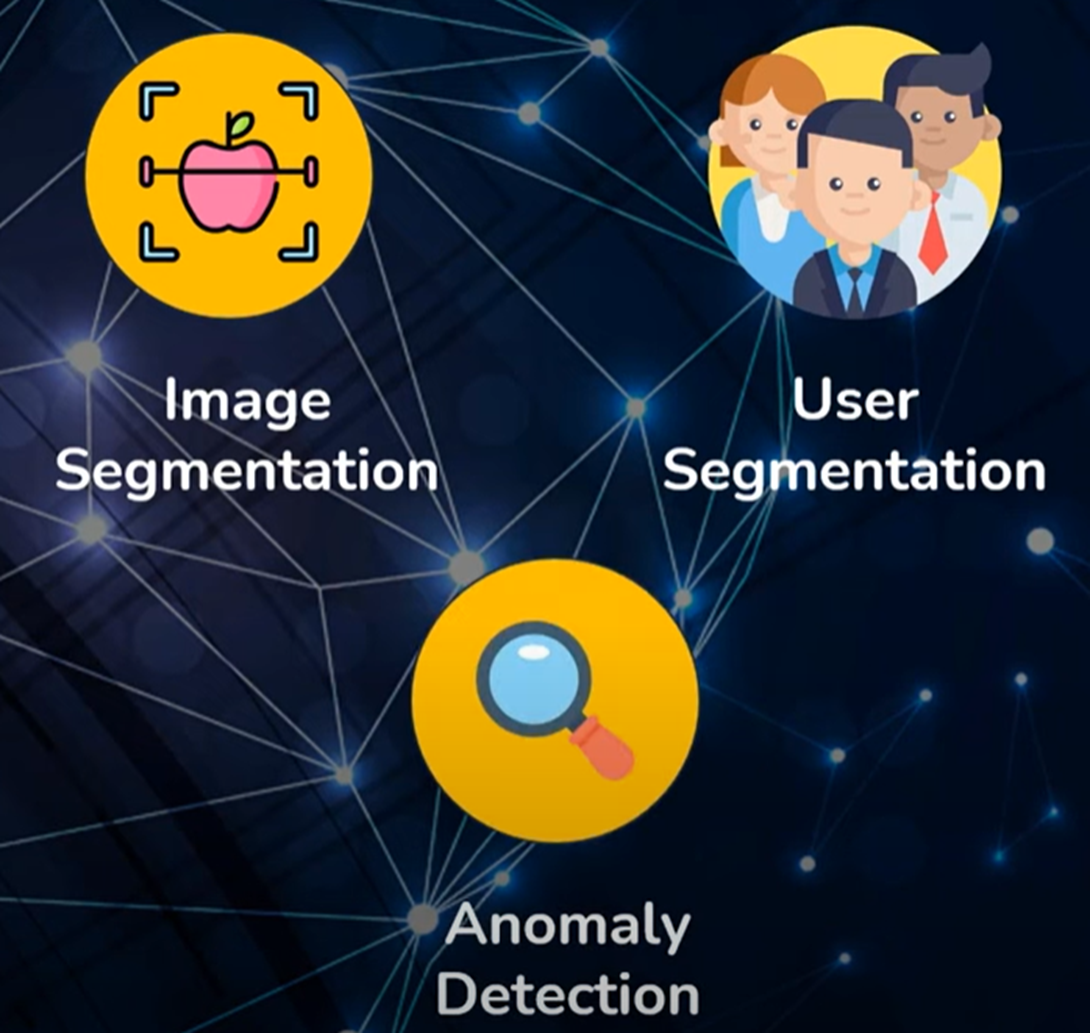 Image
Segmentation
User
Segmentation
Anomaly
Detection